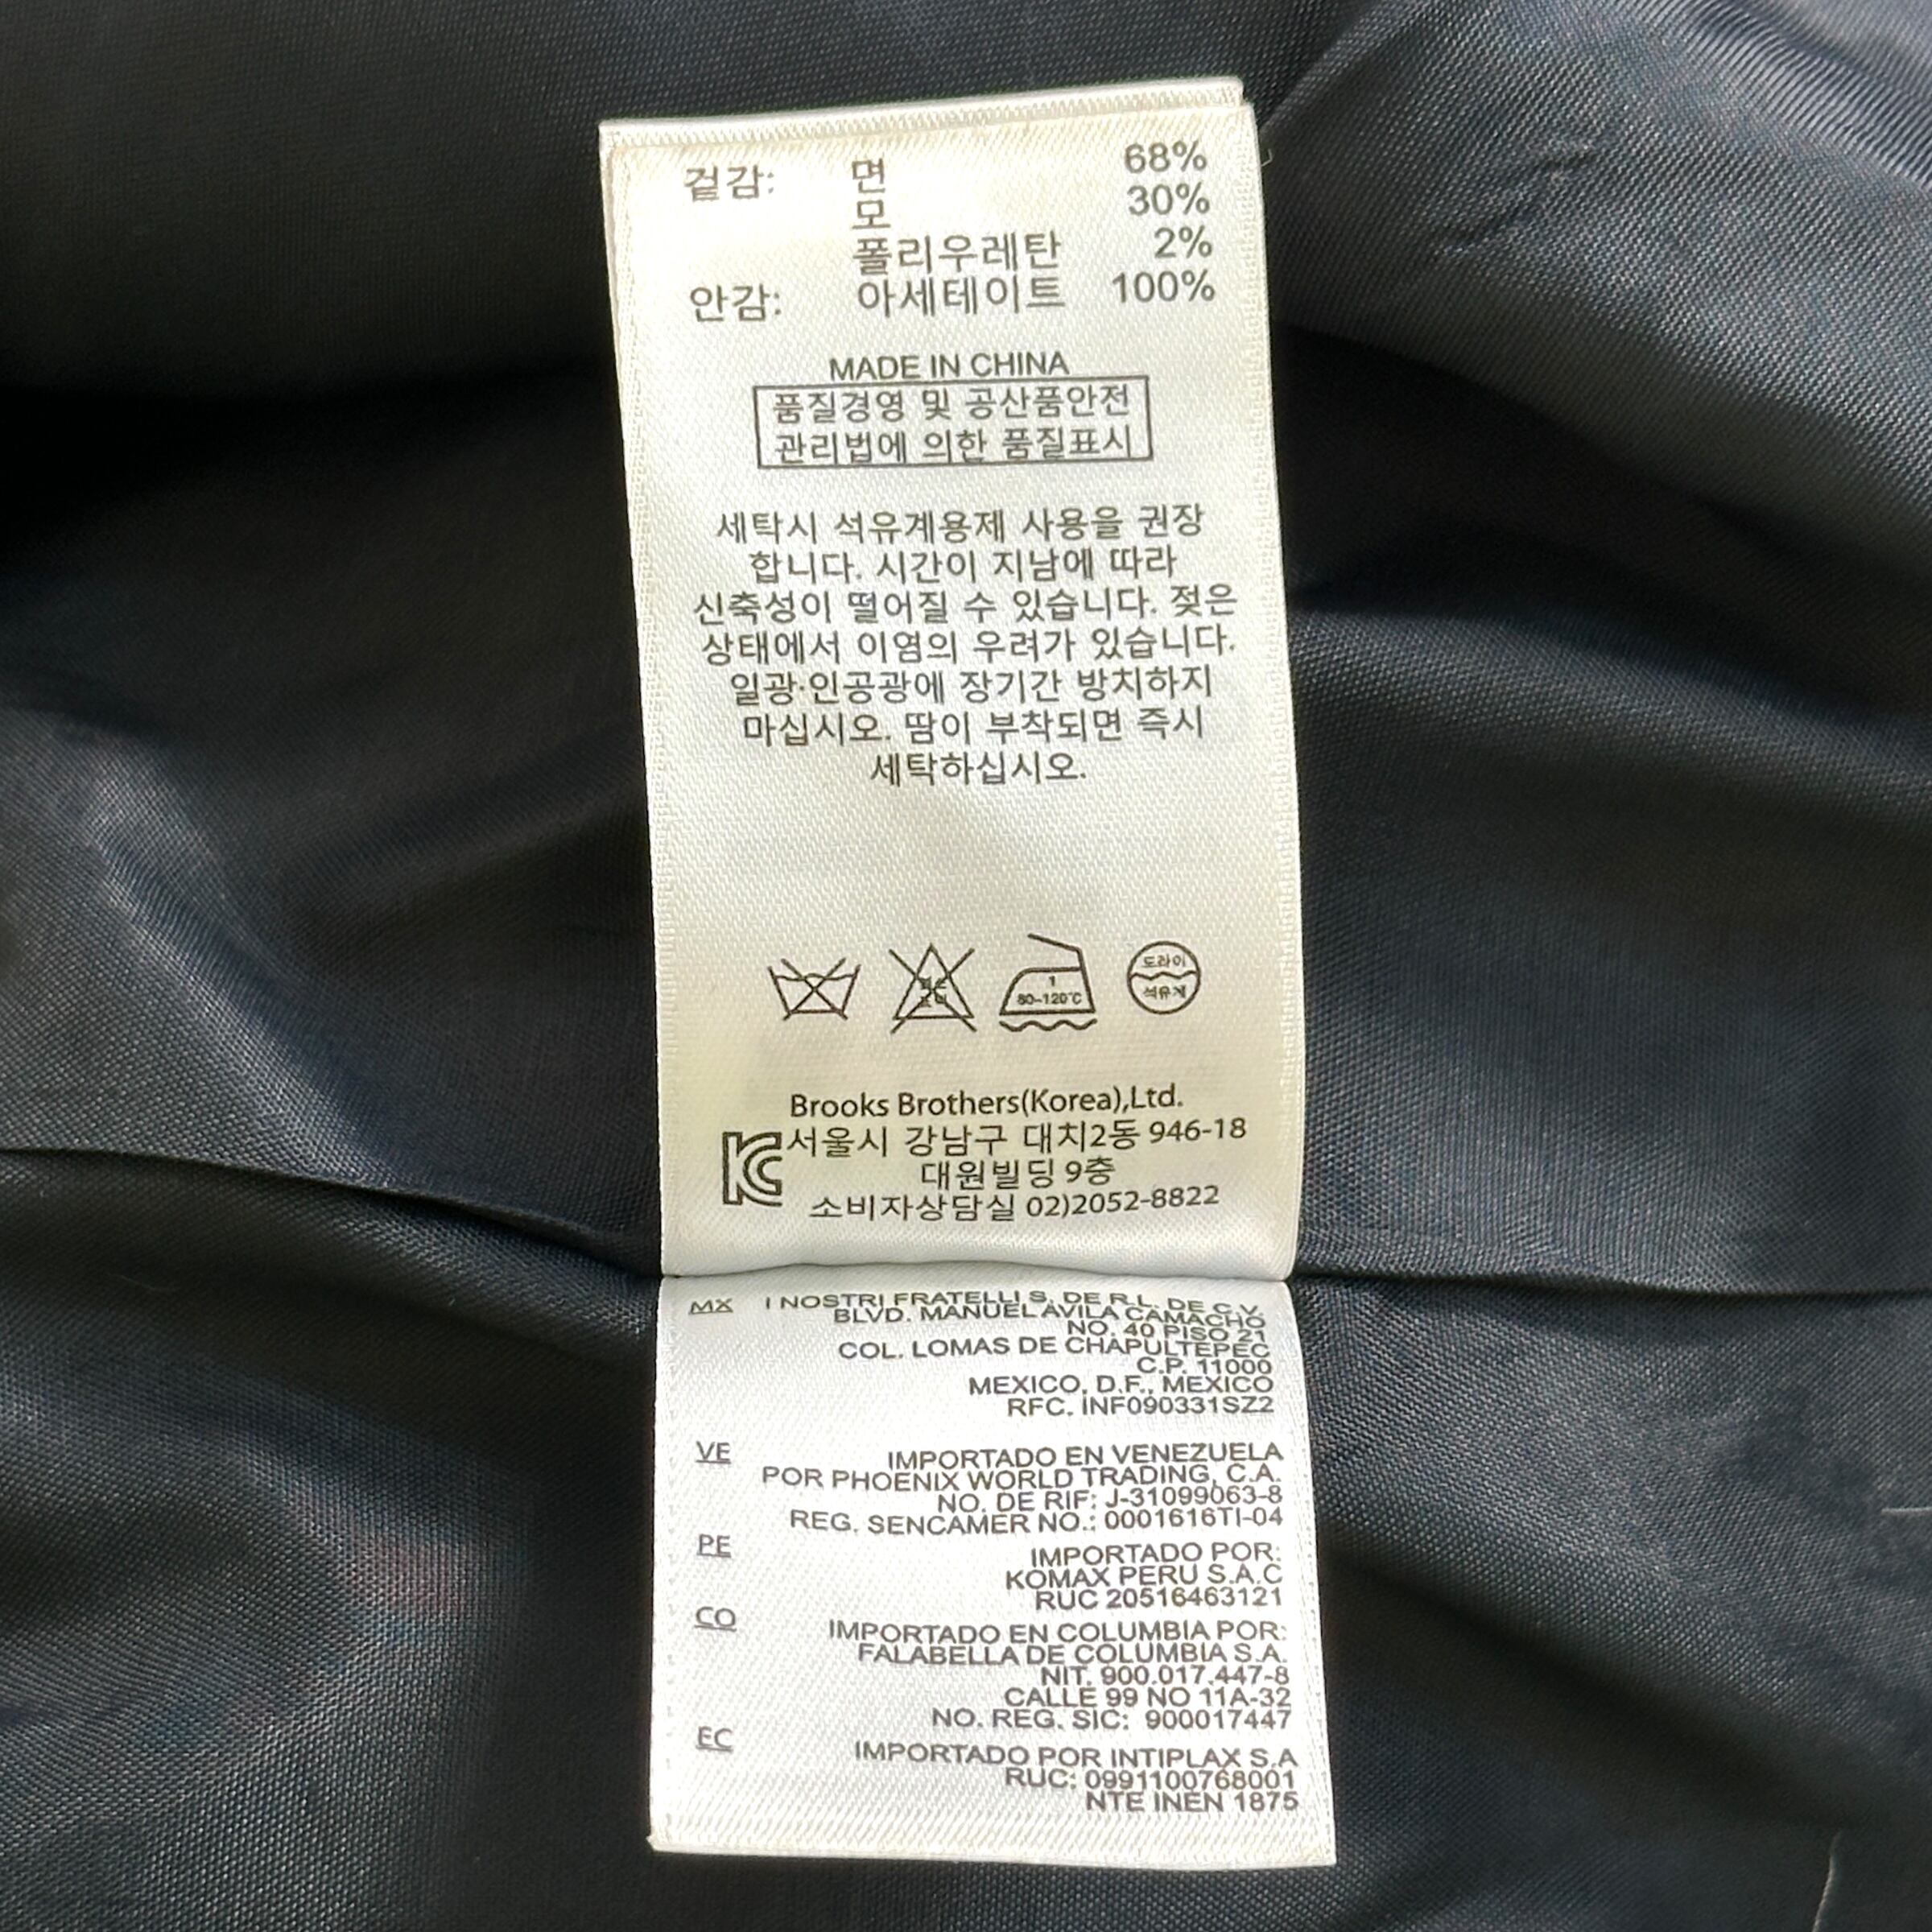 겉감: 면 68%
모 30%
폴리우레탄 2%
안감: 아세테이트 100%
MADE IN CHINA
품질경영 및 공산품안전
관리법에 의한 품질표시
세탁시 석유계용제 사용을 권장
합니다. 시간이 지남에 따라
신축성이 떨어질 수 있습니다. 젖은
상태에서 이염의 우려가 있습니다.
일광·인공광에 장기간 방치하지
마십시오. 땀이 부착되면 즉시
세탁하십시오.
1
80~120℃
도라이
석유계
Brooks Brothers(Korea),Ltd.
서울시 강남구 대치2동 946-18
대원빌딩 9층
소비자상담실 02)2052-8822
MX I NOSTRI FRATELLI S. DE R.L. DE C.V.
BLVD. MANUEL AVILA CAMACHO
NO. 40 PISO 21
COL. LOMAS DE CHAPULTEPEC
C.P. 11000
MEXICO, D.F., MEXICO
RFC. INF090331SZ2
VE IMPORTADO EN VENEZUELA
POR PHOENIX WORLD TRADING, C.A.
NO. DE RIF: J-31099063-8
REG. SENCAMER NO.: 0001616TI-04
PE IMPORTADO POR:
KOMAX PERU S.A.C
RUC 20516463121
CO IMPORTADO EN COLUMBIA POR:
FALABELLA DE COLUMBIA S.A.
NIT. 900.017.447-8
CALLE 99 NO 11A-32
NO. REG. SIC: 900017447
EC IMPORTADO POR INTIPLAX S.A
RUC: 0991100768001
NTE INEN 1875